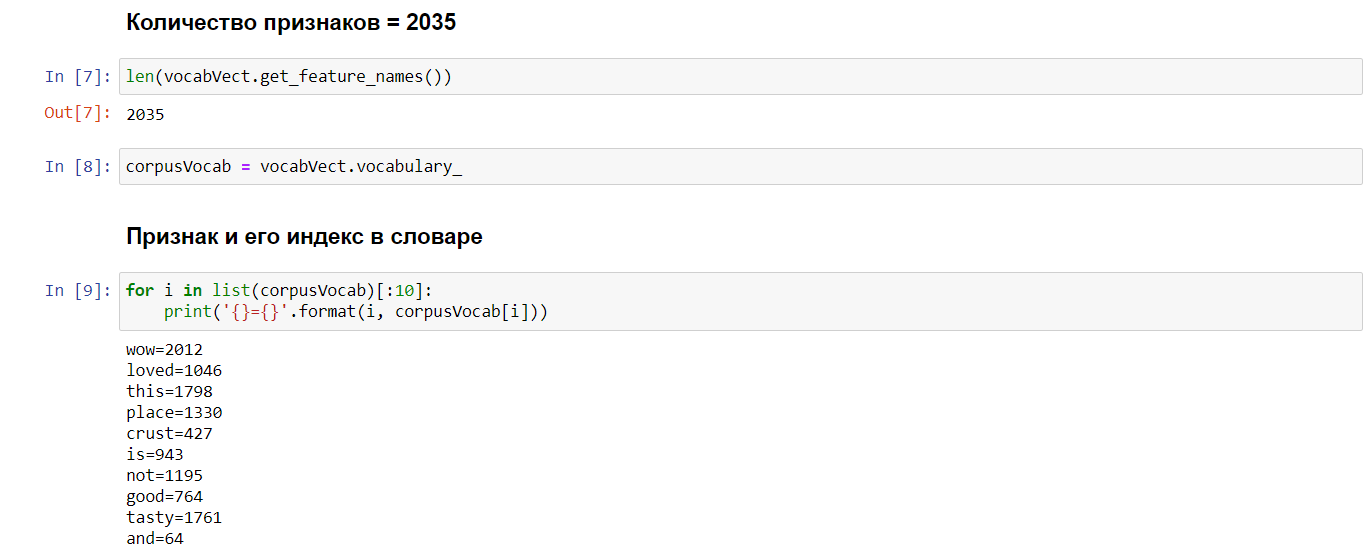 Количество признаков = 2035
In [7]: len(vocabVect.get_feature_names())
Out[7]: 2035
In [8]: corpusVocab = vocabVect.vocabulary_
Признак и его индекс в словаре
In [9]: for i in list(corpusVocab)[:10]:
print('{}={}'.format(i, corpusVocab[i]))
wow=2012
loved=1046
this=1798
place=1330
crust=427
is=943
not=1195
good=764
tasty=1761
and=64